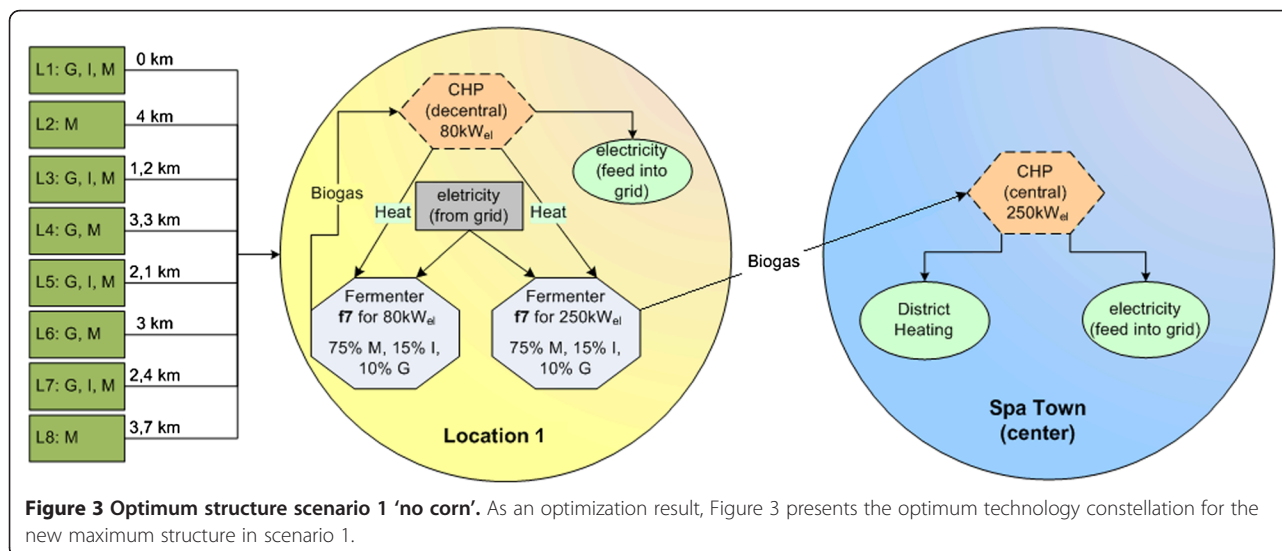 L1: G, I, M
0 km
L2: M
4 km
L3: G, I, M
1,2 km
L4: G, M
3,3 km
L5: G, I, M
2,1 km
L6: G, M
3 km
L7: G, I, M
2,4 km
L8: M
3,7 km
CHP
(decentral)
80kWel
electricity
(feed into
grid)
Biogas
Heat
eletricity
(from grid)
Heat
Fermenter
f7 for 80kWel
75% M, 15% I,
10% G
Fermenter
f7 for 250kWel
75% M, 15% I,
10% G
Location 1
Biogas
CHP
(central)
250kWel
District
Heating
electricity
(feed into grid)
Spa Town
(center)
Figure 3 Optimum structure scenario 1 ‘no corn’. As an optimization result, Figure 3 presents the optimum technology constellation for the
new maximum structure in scenario 1.